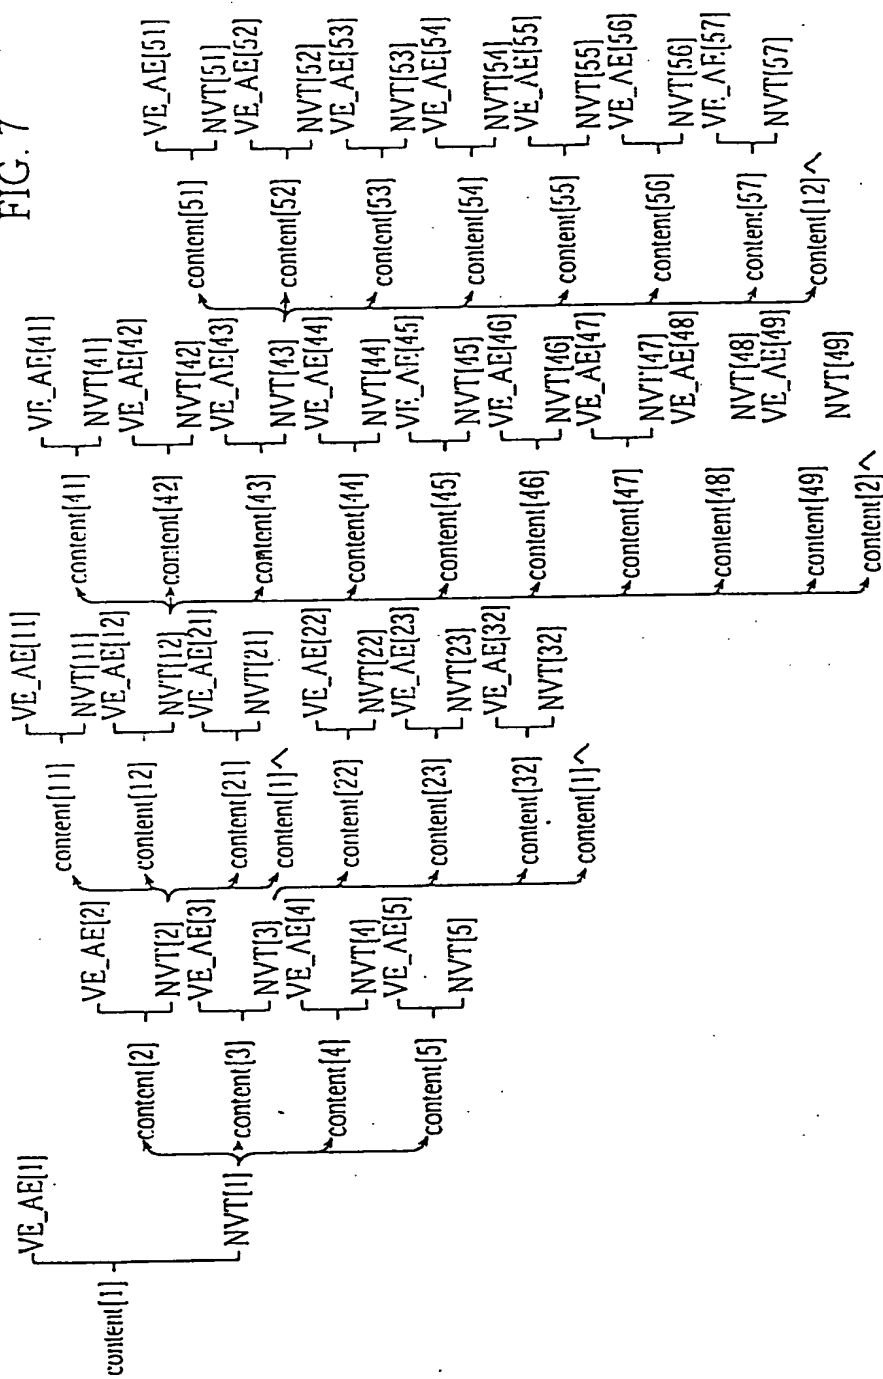 FIG. 7
content[1]
VE_AE[1]
NVT[1]
content[2]
content[3]
content[4]
content[5]
VE_AE[2]
NVT[2]
VE_AE[3]
NVT[3]
VE_AE[4]
NVT[4]
VE_AE[5]
NVT[5]
content[11]
content[12]
content[21]
content[1]^
content[22]
content[23]
content[32]
content[1]^
VE_AE[11]
NVT[11]
VE_AE[12]
NVT[12]
VE_AE[21]
NVT[21]
VE_AE[22]
NVT[22]
VE_AE[23]
NVT[23]
VE_AE[32]
NVT[32]
content[41]
content[42]
content[43]
content[44]
content[45]
content[46]
content[47]
content[48]
content[49]
content[2]^
VE_AE[41]
NVT[41]
VE_AE[42]
NVT[42]
VE_AE[43]
NVT[43]
VE_AE[44]
NVT[44]
VE_AE[45]
NVT[45]
VE_AE[46]
NVT[46]
VE_AE[47]
NVT[47]
VE_AE[48]
NVT[48]
VE_AE[49]
NVT[49]
content[51]
content[52]
content[53]
content[54]
content[55]
content[56]
content[57]
content[12]^
VE_AE[51]
NVT[51]
VE_AE[52]
NVT[52]
VE_AE[53]
NVT[53]
VE_AE[54]
NVT[54]
VE_AE[55]
NVT[55]
VE_AE[56]
NVT[56]
VE_AE[57]
NVT[57]